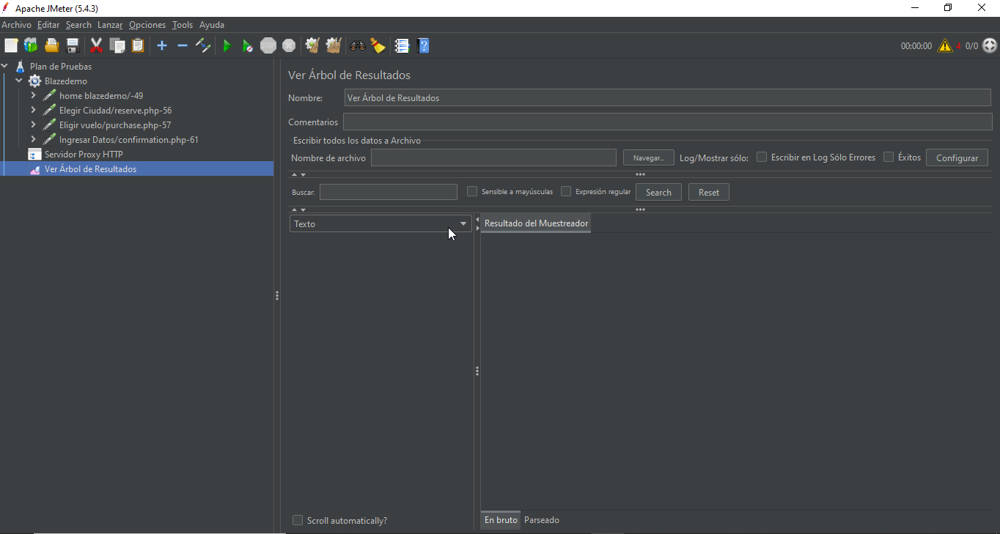 Apache JMeter (5.4.3)
Archivo Editar Search Lanzar Opciones Tools Ayuda
STOP 00:00:00 4 0/0
Plan de Pruebas
Blazedemo
home blazedemo/-49
Elegir Ciudad/reserve.php-56
Eligir vuelo/purchase.php-57
Ingresar Datos/confirmation.php-61
Servidor Proxy HTTP
Ver Árbol de Resultados
Ver Árbol de Resultados
Nombre: Ver Árbol de Resultados
Comentarios
Escribir todos los datos a Archivo
Nombre de archivo Navegar... Log/Mostrar sólo: Escribir en Log Sólo Errores Éxitos Configurar
Buscar: Sensible a mayúsculas Expresión regular Search Reset
Texto
Resultado del Muestreador
Scroll automatically?
En bruto Parseado